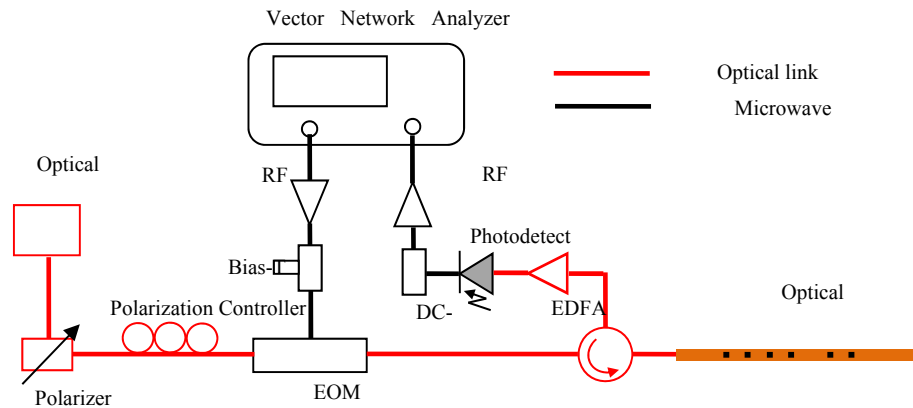 Vector Network Analyzer
Optical link
Microwave
Optical
RF
RF
Photodetect
Bias-
Optical
Polarization Controller
DC-
EDFA
EOM
Polarizer